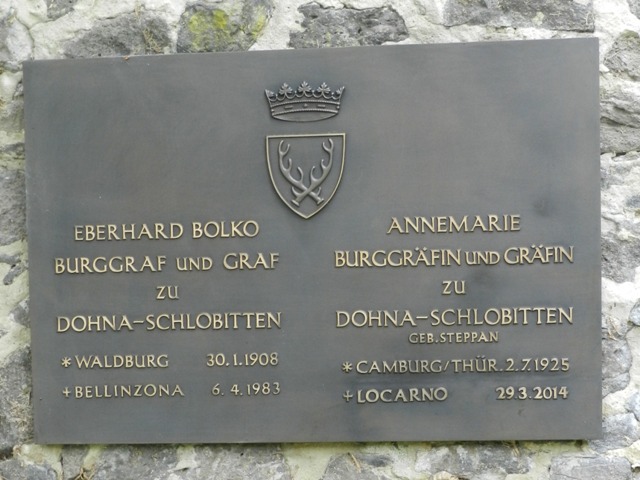 EBERHARD BOLKO
BURGGRAF UND GRAF
ZU
DOHNA-SCHLOBITTEN
*WALDBURG 30.1.1908
+BELLINZONA 6.4.1983
ANNEMARIE
BURGGRÄFIN UND GRÄFIN
ZU
DOHNA-SCHLOBITTEN
GEB. STEPPAN
*CAMBURG/THÜR. 2.7.1925
+LOCARNO 29.3.2014